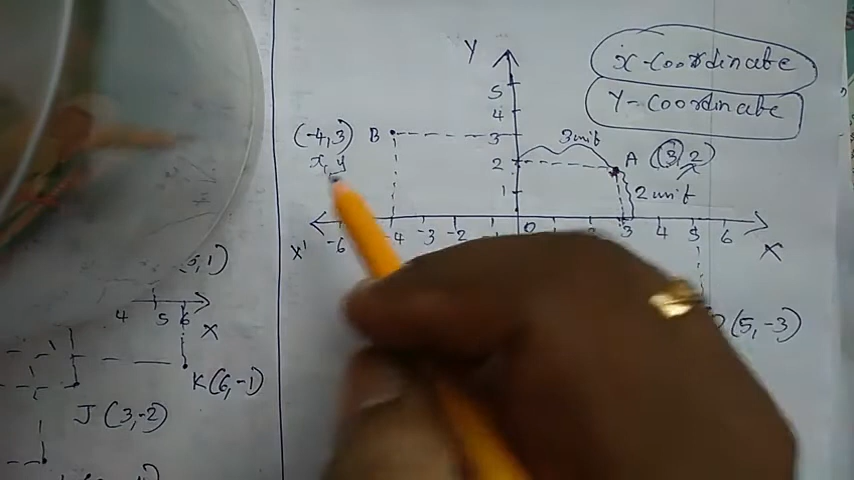 Y
x-coordinate
Y-coordinate
5
4
3
2
1
3 unit
(-4,3) B
x, y
A (3,2)
2 unit
X' -6 -4 -3 -2 -1 0 3 4 5 6 X
(5,-3)
,1)
4 5 6 X
K(6,-1)
J (3,-2)